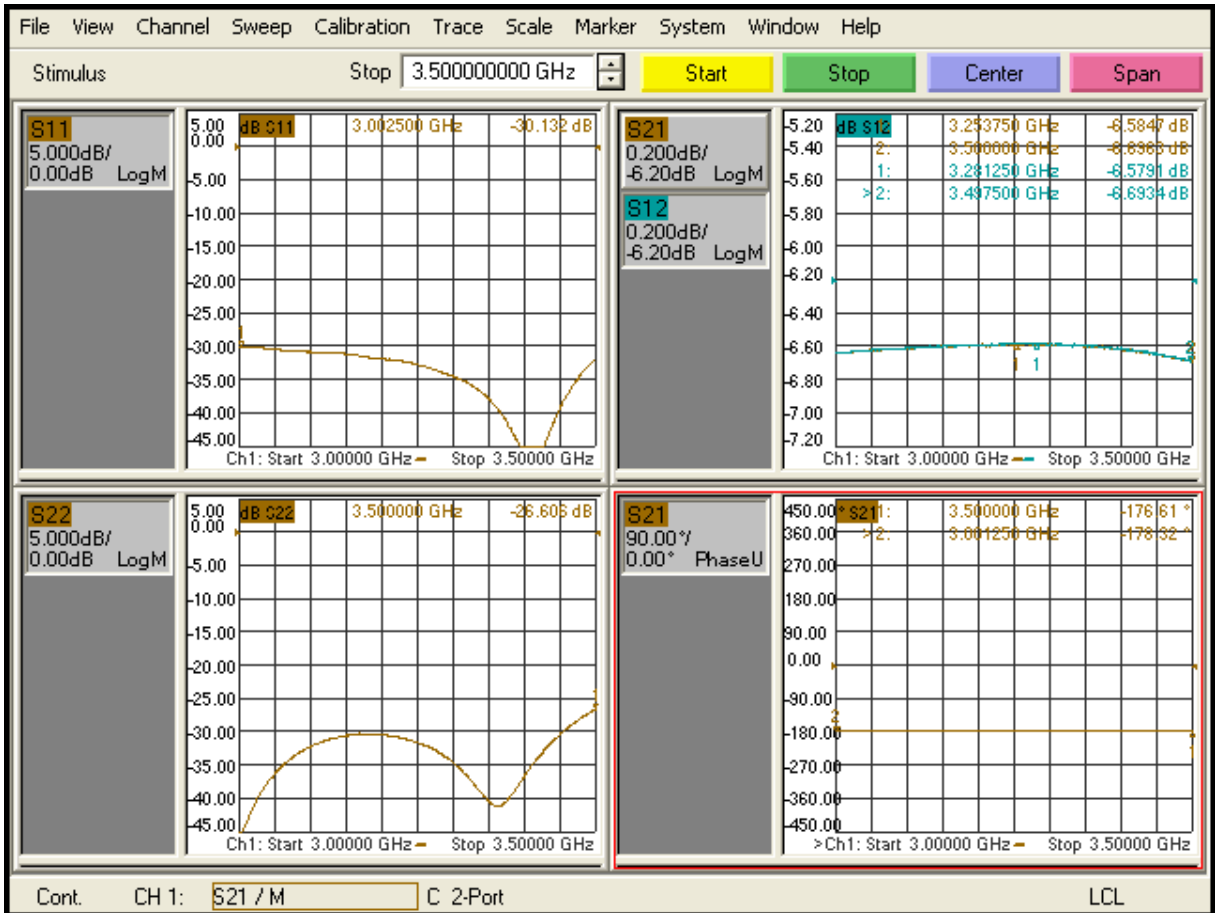 File View Channel Sweep Calibration Trace Scale Marker System Window Help
Stimulus Stop 3.500000000 GHz Start Stop Center Span
S11
5.000dB/
0.00dB LogM
dB S11 3.002500 GHz -30.132 dB
5.00
0.00
-5.00
-10.00
-15.00
-20.00
-25.00
-30.00
-35.00
-40.00
-45.00
Ch1: Start 3.00000 GHz Stop 3.50000 GHz
S21
0.200dB/
-6.20dB LogM
S12
0.200dB/
-6.20dB LogM
dB S12 3.253750 GHz -6.5847 dB
2: 3.500000 GHz
1: 3.281250 GHz -6.5791 dB
>2: 3.497500 GHz -6.6934 dB
-5.20
-5.40
-5.60
-5.80
-6.00
-6.20
-6.40
-6.60
-6.80
-7.00
-7.20
1 1
2
Ch1: Start 3.00000 GHz Stop 3.50000 GHz
S22
5.000dB/
0.00dB LogM
dB S22 3.500000 GHz -26.606 dB
5.00
0.00
-5.00
-10.00
-15.00
-20.00
-25.00
-30.00
-35.00
-40.00
-45.00
Ch1: Start 3.00000 GHz Stop 3.50000 GHz
S21
90.00°/
0.00° PhaseU
° S21 1: 3.500000 GHz -176.61 °
>2: 3.001250 GHz -178.32 °
450.00
360.00
270.00
180.00
90.00
0.00
-90.00
-180.00
-270.00
-360.00
-450.00
2
1
>Ch1: Start 3.00000 GHz Stop 3.50000 GHz
Cont. CH 1: S21 / M C 2-Port LCL